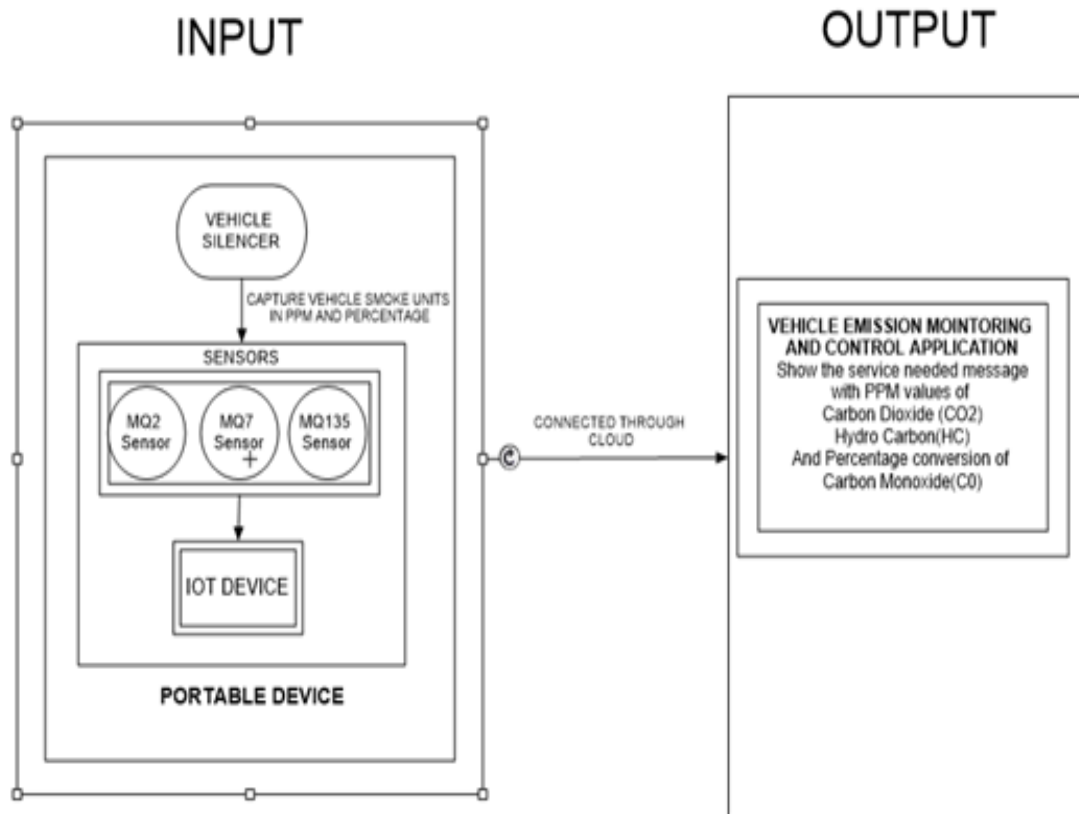 INPUT
OUTPUT
VEHICLE
SILENCER
CAPTURE VEHICLE SMOKE UNITS
IN PPM AND PERCENTAGE
SENSORS
MQ2
Sensor
MQ7
Sensor
MQ135
Sensor
IOT DEVICE
PORTABLE DEVICE
CONNECTED THROUGH
CLOUD
VEHICLE EMISSION MOINTORING
AND CONTROL APPLICATION
Show the service needed message
with PPM values of
Carbon Dioxide (CO2)
Hydro Carbon(HC)
And Percentage conversion of
Carbon Monoxide(C0)